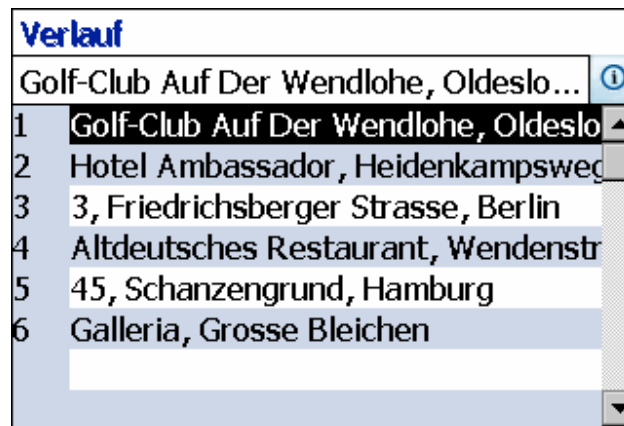 Verlauf
Golf-Club Auf Der Wendlohe, Oldeslo...
1 Golf-Club Auf Der Wendlohe, Oldeslo
2 Hotel Ambassador, Heidenkampsweg
3 3, Friedrichsberger Strasse, Berlin
4 Altdeutsches Restaurant, Wendenstr
5 45, Schanzengrund, Hamburg
6 Galleria, Grosse Bleichen